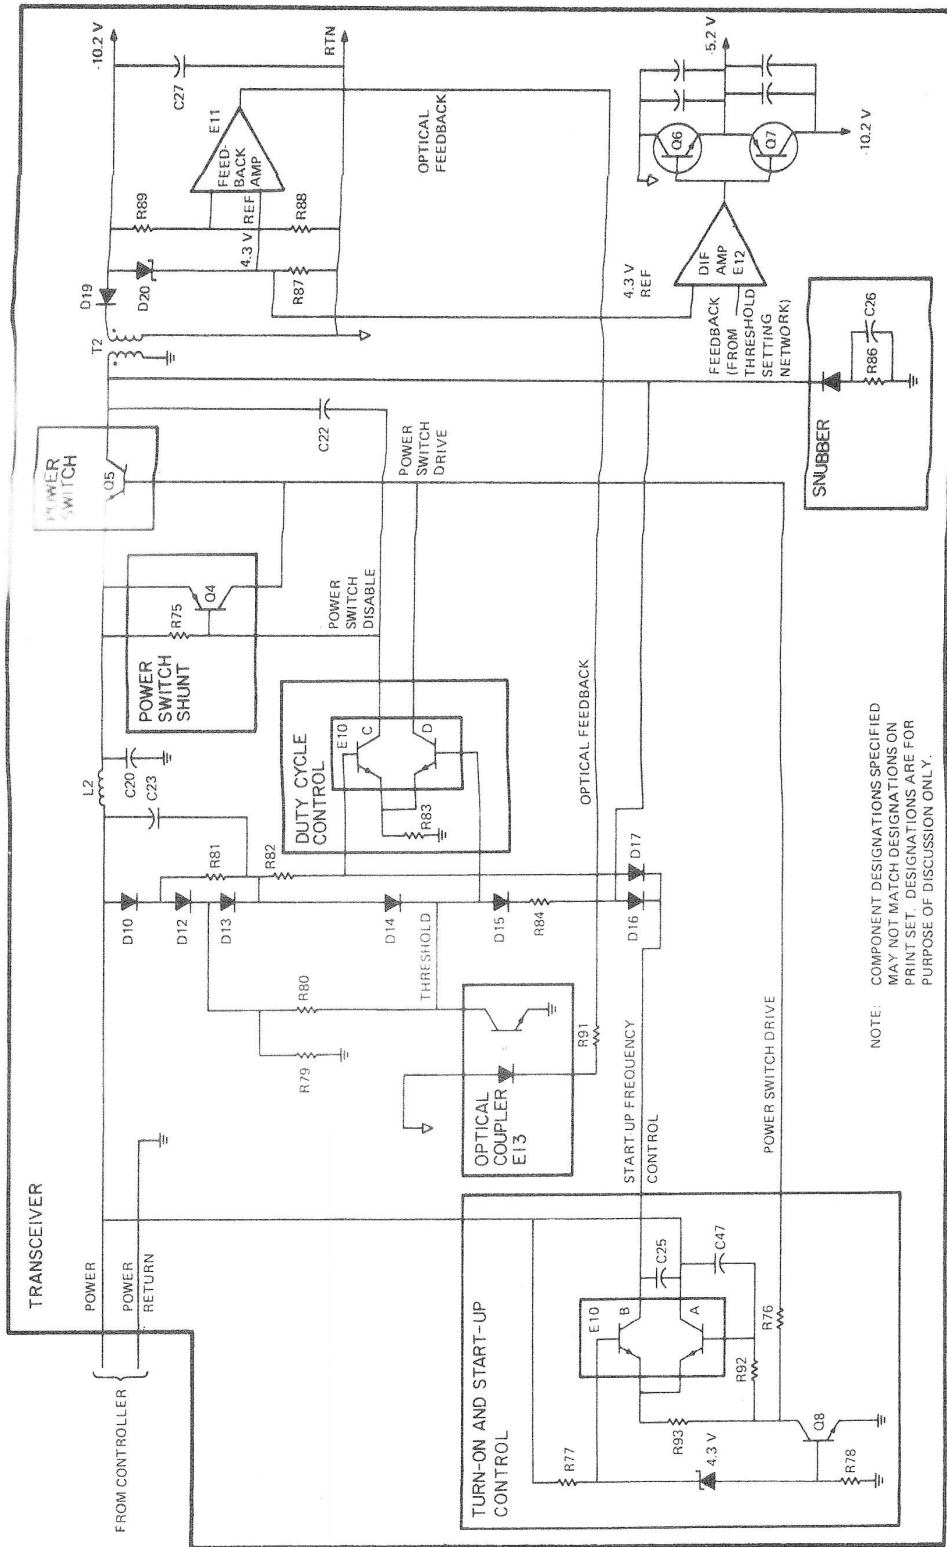 TRANSCEIVER
FROM CONTROLLER
POWER
POWER
RETURN
L2
C20
C23
POWER
SWITCH
SHUNT
R75
Q4
POWER
SWITCH
Q5
T2
D19
-10.2 V
C27
RTN
R89
D20
FEED-
BACK
AMP
E11
4.3 V REF
R88
R87
OPTICAL
FEEDBACK
D10
D12
D13
R81
R82
D14
D15
R84
D16
D17
THRESHOLD
R80
R79
DUTY CYCLE
CONTROL
E10
C
D
R83
POWER
SWITCH
DISABLE
C22
POWER
SWITCH
DRIVE
4.3 V
REF
DIF
AMP
E12
FEEDBACK
(FROM
THRESHOLD
SETTING
NETWORK)
Q6
Q7
-5.2 V
-10.2 V
OPTICAL
COUPLER
E13
R91
OPTICAL FEEDBACK
START-UP FREQUENCY
CONTROL
POWER SWITCH DRIVE
SNUBBER
R86
C26
TURN-ON AND START-UP
CONTROL
R77
E10
B
A
C25
C47
R92
R93
R76
4.3 V
Q8
R78
NOTE: COMPONENT DESIGNATIONS SPECIFIED
MAY NOT MATCH DESIGNATIONS ON
PRINT SET. DESIGNATIONS ARE FOR
PURPOSE OF DISCUSSION ONLY.